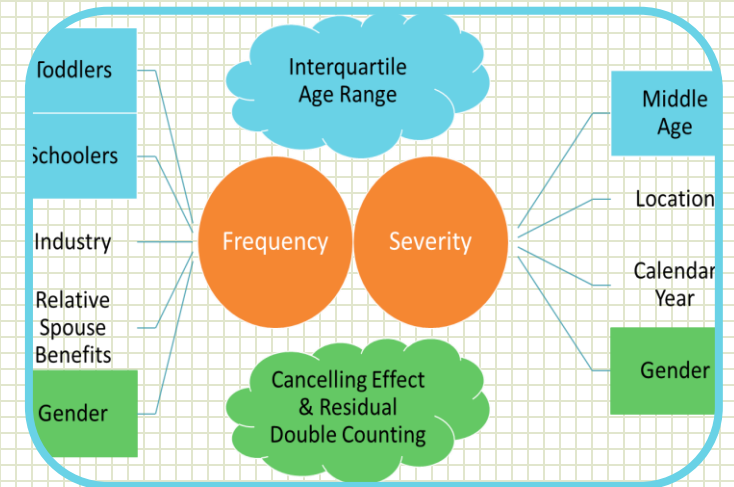 Toddlers
Schoolers
Industry
Relative
Spouse
Benefits
Gender
Interquartile
Age Range
Frequency
Severity
Cancelling Effect
& Residual
Double Counting
Middle
Age
Location
Calendar
Year
Gender